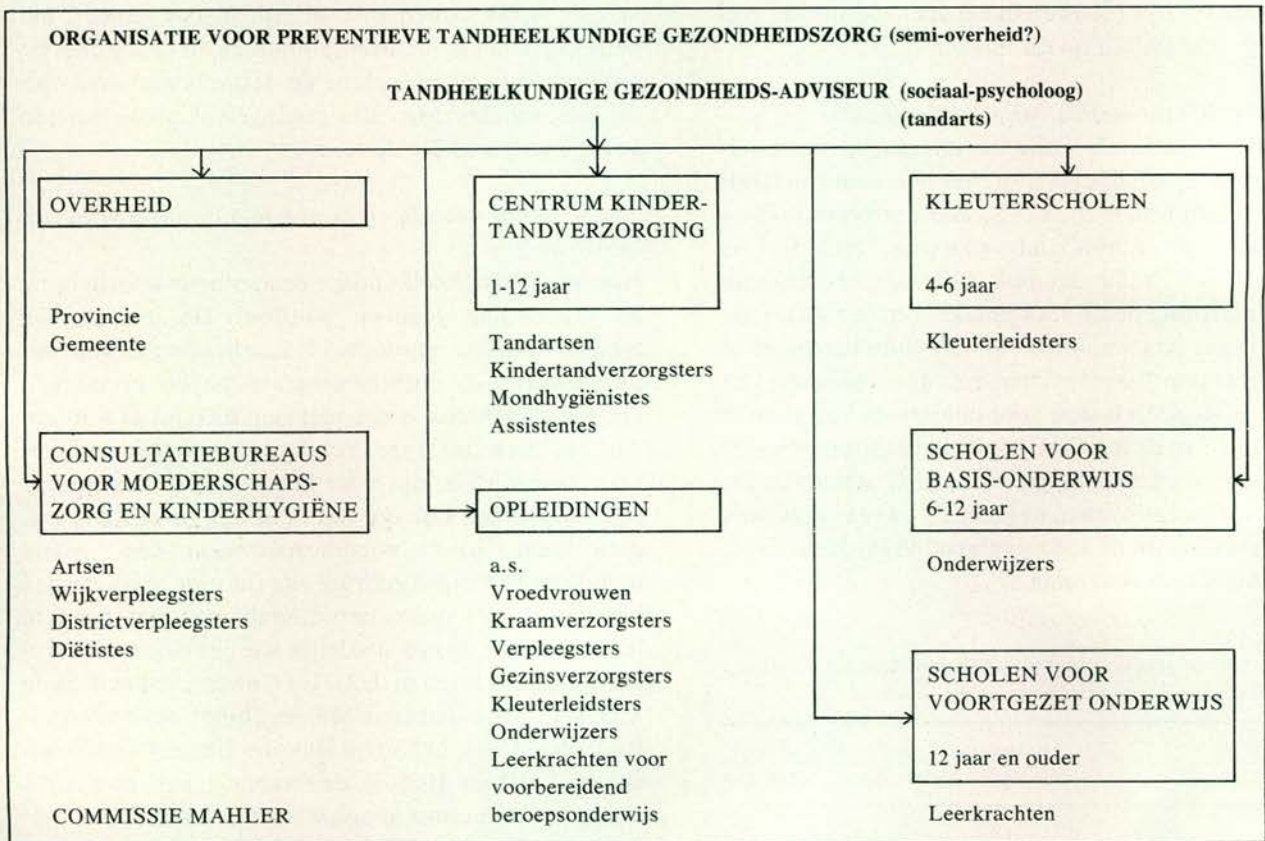 ORGANISATIE VOOR PREVENTIEVE TANDHEELKUNDIGE GEZONDHEIDSZORG (semi-overheid?)
TANDHEELKUNDIGE GEZONDHEIDS-ADVISEUR (sociaal-psycholoog)
(tandarts)
OVERHEID
Provincie
Gemeente
CONSULTATIEBUREAUS
VOOR MOEDERSCHAPS-
ZORG EN KINDERHYGIËNE
Artsen
Wijkverpleegsters
Districtverpleegsters
Diëtistes
COMMISSIE MAHLER
CENTRUM KINDER-
TANDVERZORGING
1-12 jaar
Tandartsen
Kindertandverzorgsters
Mondhygiënistes
Assistentes
OPLEIDINGEN
a.s.
Vroedvrouwen
Kraamverzorgsters
Verpleegsters
Gezinsverzorgsters
Kleuterleidsters
Onderwijzers
Leerkrachten voor
voorbereidend
beroepsonderwijs
KLEUTERSCHOLEN
4-6 jaar
Kleuterleidsters
SCHOLEN VOOR
BASIS-ONDERWIJS
6-12 jaar
Onderwijzers
SCHOLEN VOOR
VOORTGEZET ONDERWIJS
12 jaar en ouder
Leerkrachten